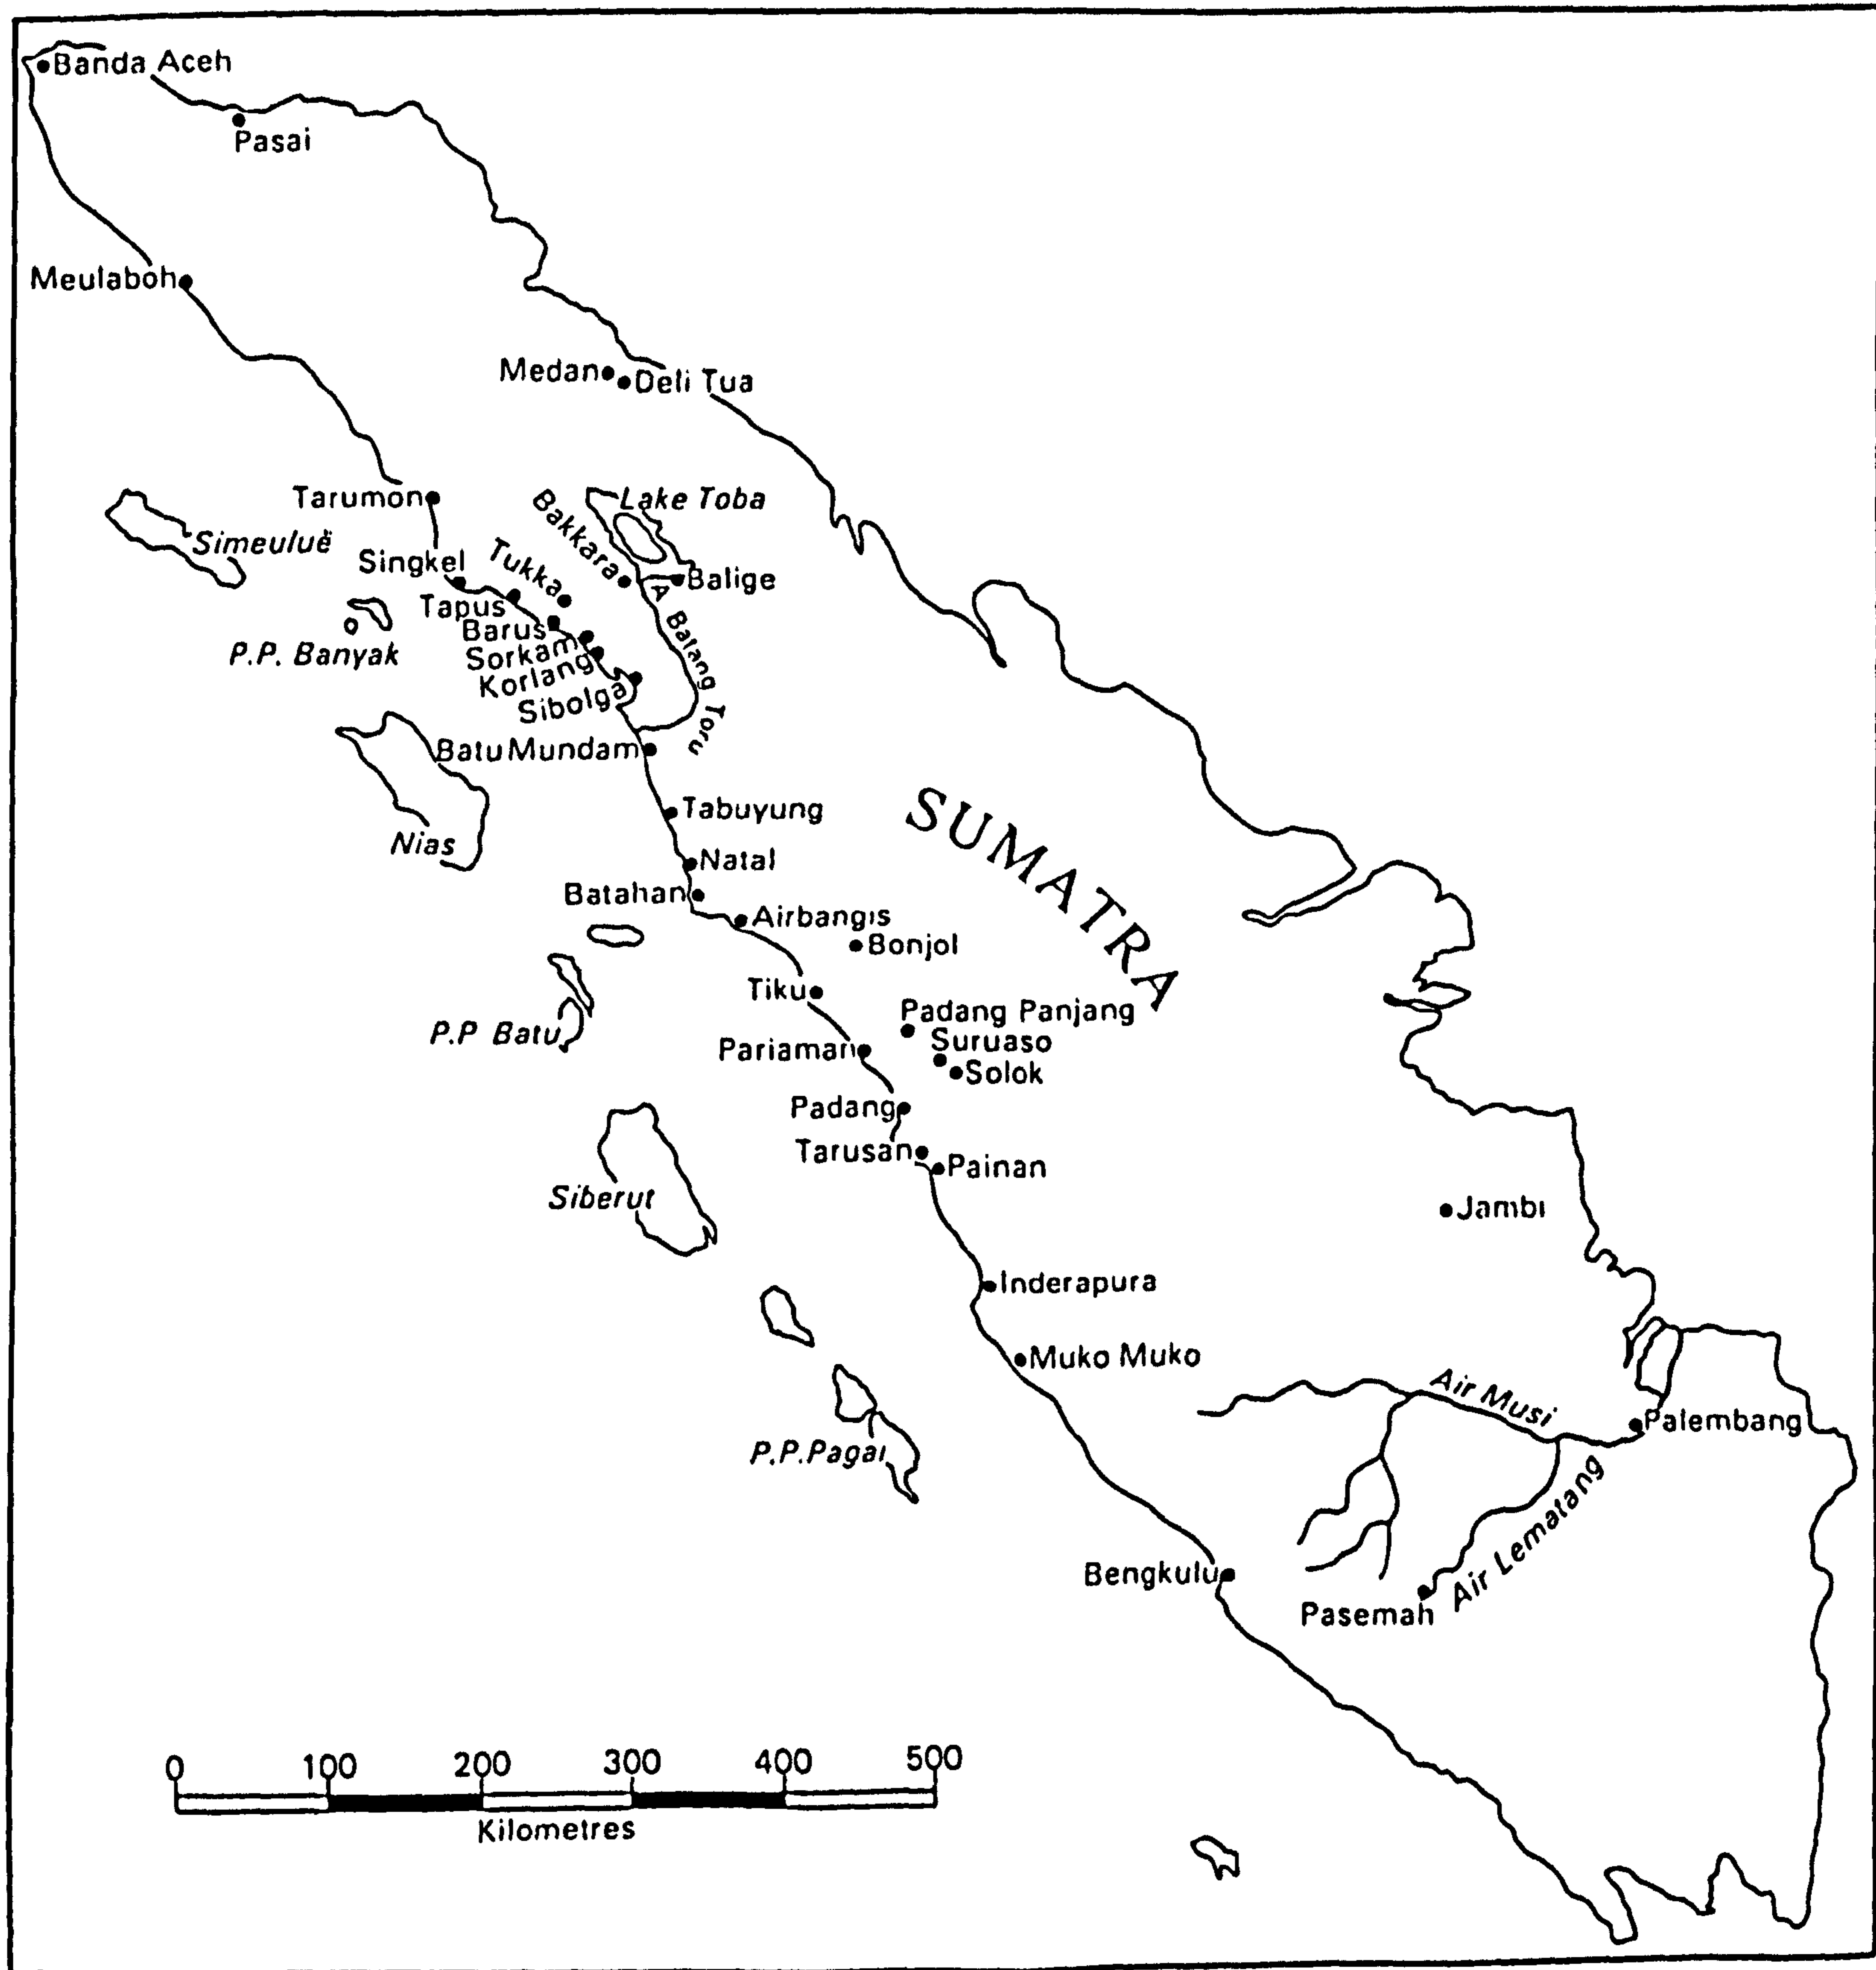 Banda Aceh
Pasai
Meulaboh
Medan
Deli Tua
Tarumon
Lake Toba
Bakkara
Simeuluë
Tukka
Singkel
Balige
Tapus
A Batang Toru
Barus
P.P. Banyak
Sorkam
Korlang
Sibolga
Batu Mundam
Tabuyung
SUMATRA
Nias
Natal
Batahan
Airbangis
Bonjol
Tiku
Padang Panjang
P.P Batu
Suruaso
Pariaman
Solok
Padang
Tarusan
Painan
Siberut
Jambi
Inderapura
Muko Muko
Air Musi
Palembang
P.P.Pagai
Air Lematang
Bengkulu
Pasemah
0 100 200 300 400 500
Kilometres